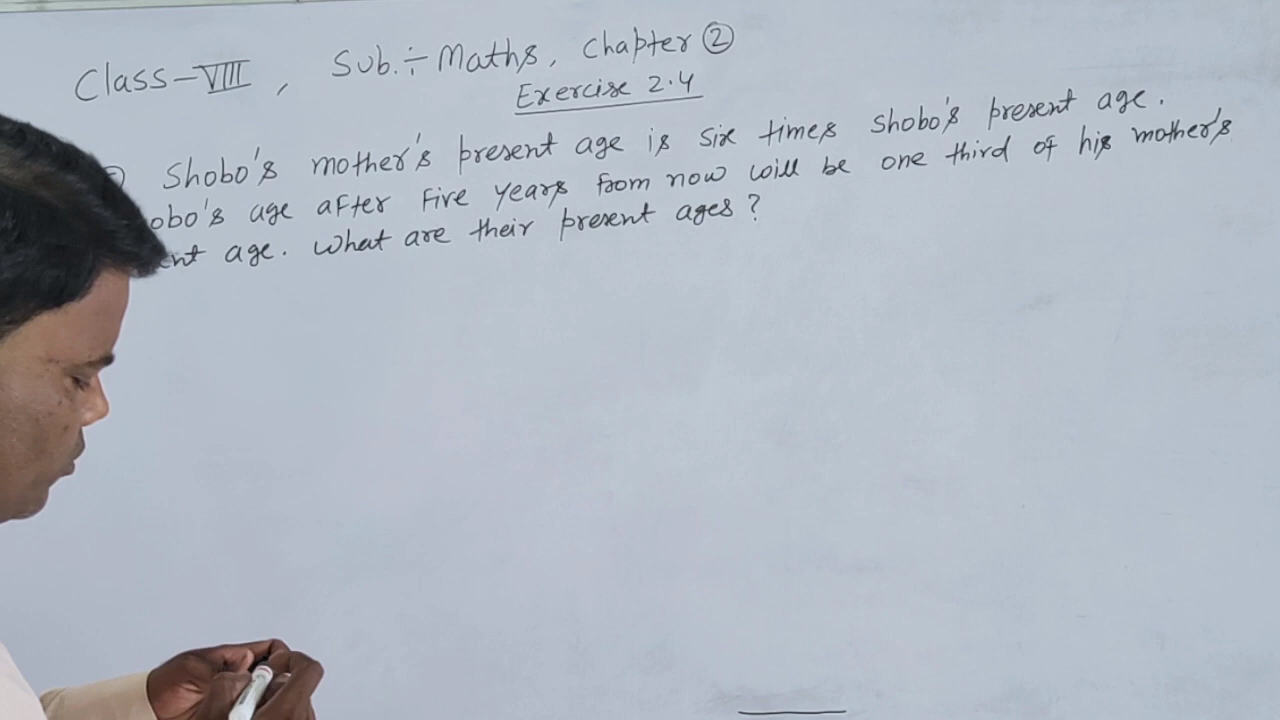 Class-VIII, Sub.÷Maths, Chapter ②
Exercise 2.4
Shobo's mother's present age is six times Shobo's present age.
obo's age after five years from now will be one third of his mother's
ent age. What are their present ages?